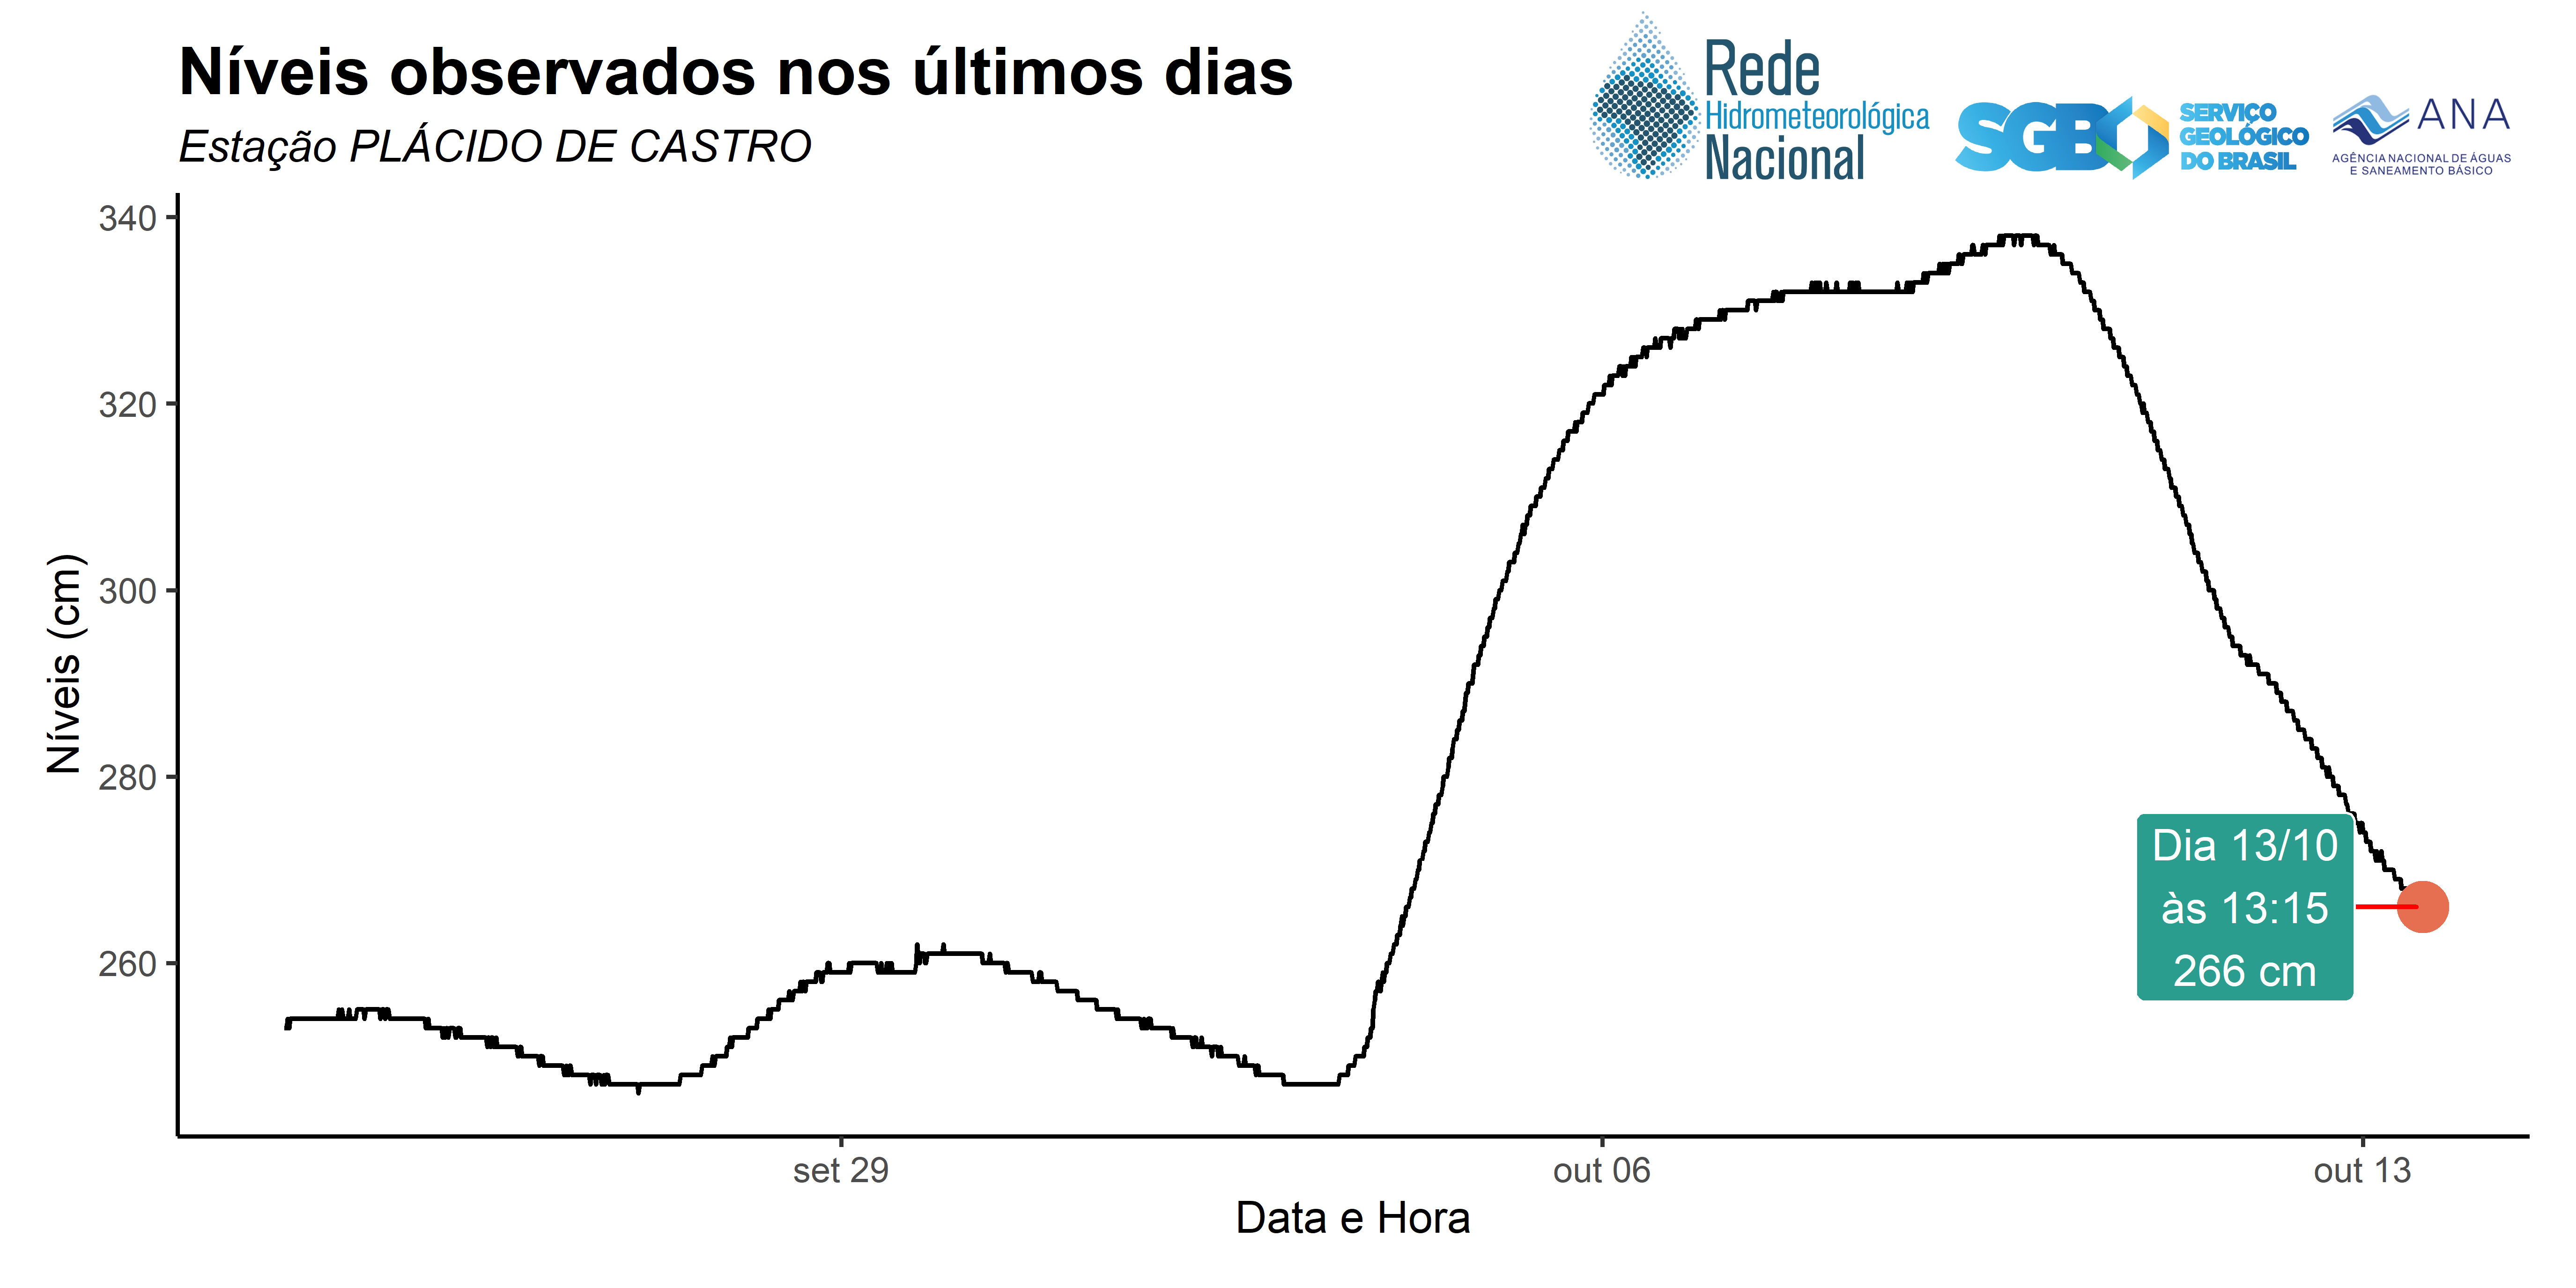 Níveis observados nos últimos dias
Estação PLÁCIDO DE CASTRO
Rede
Hidrometeorológica
Nacional
SGB
SERVIÇO
GEOLÓGICO
DO BRASIL
ANA
AGÊNCIA NACIONAL DE ÁGUAS
E SANEAMENTO BÁSICO
Níveis (cm)
340
320
300
280
260
Dia 13/10
às 13:15
266 cm
set 29
out 06
out 13
Data e Hora